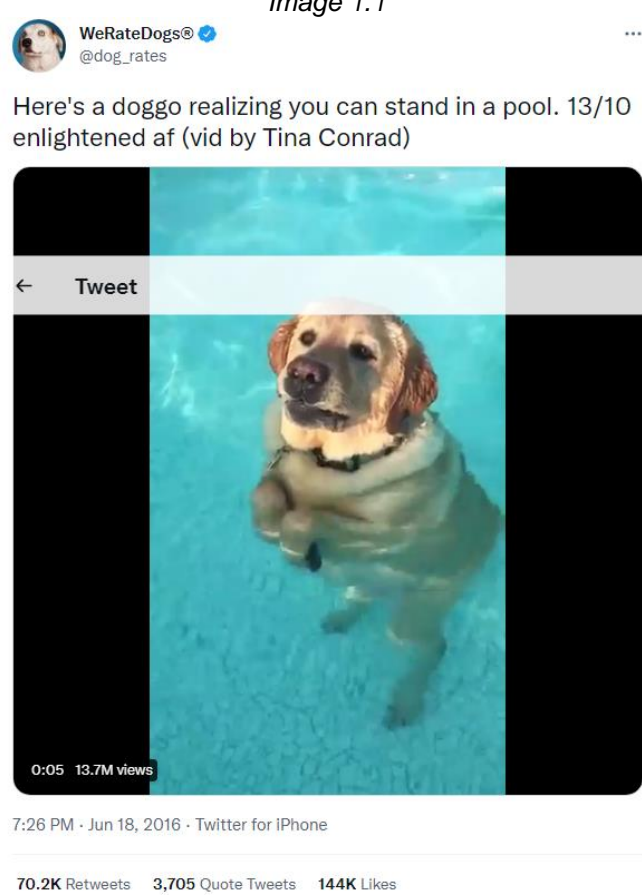 Image 1.1
WeRateDogs®
@dog_rates
Here's a doggo realizing you can stand in a pool. 13/10
enlightened af (vid by Tina Conrad)
← Tweet
0:05 13.7M views
7:26 PM · Jun 18, 2016 · Twitter for iPhone
70.2K Retweets 3,705 Quote Tweets 144K Likes